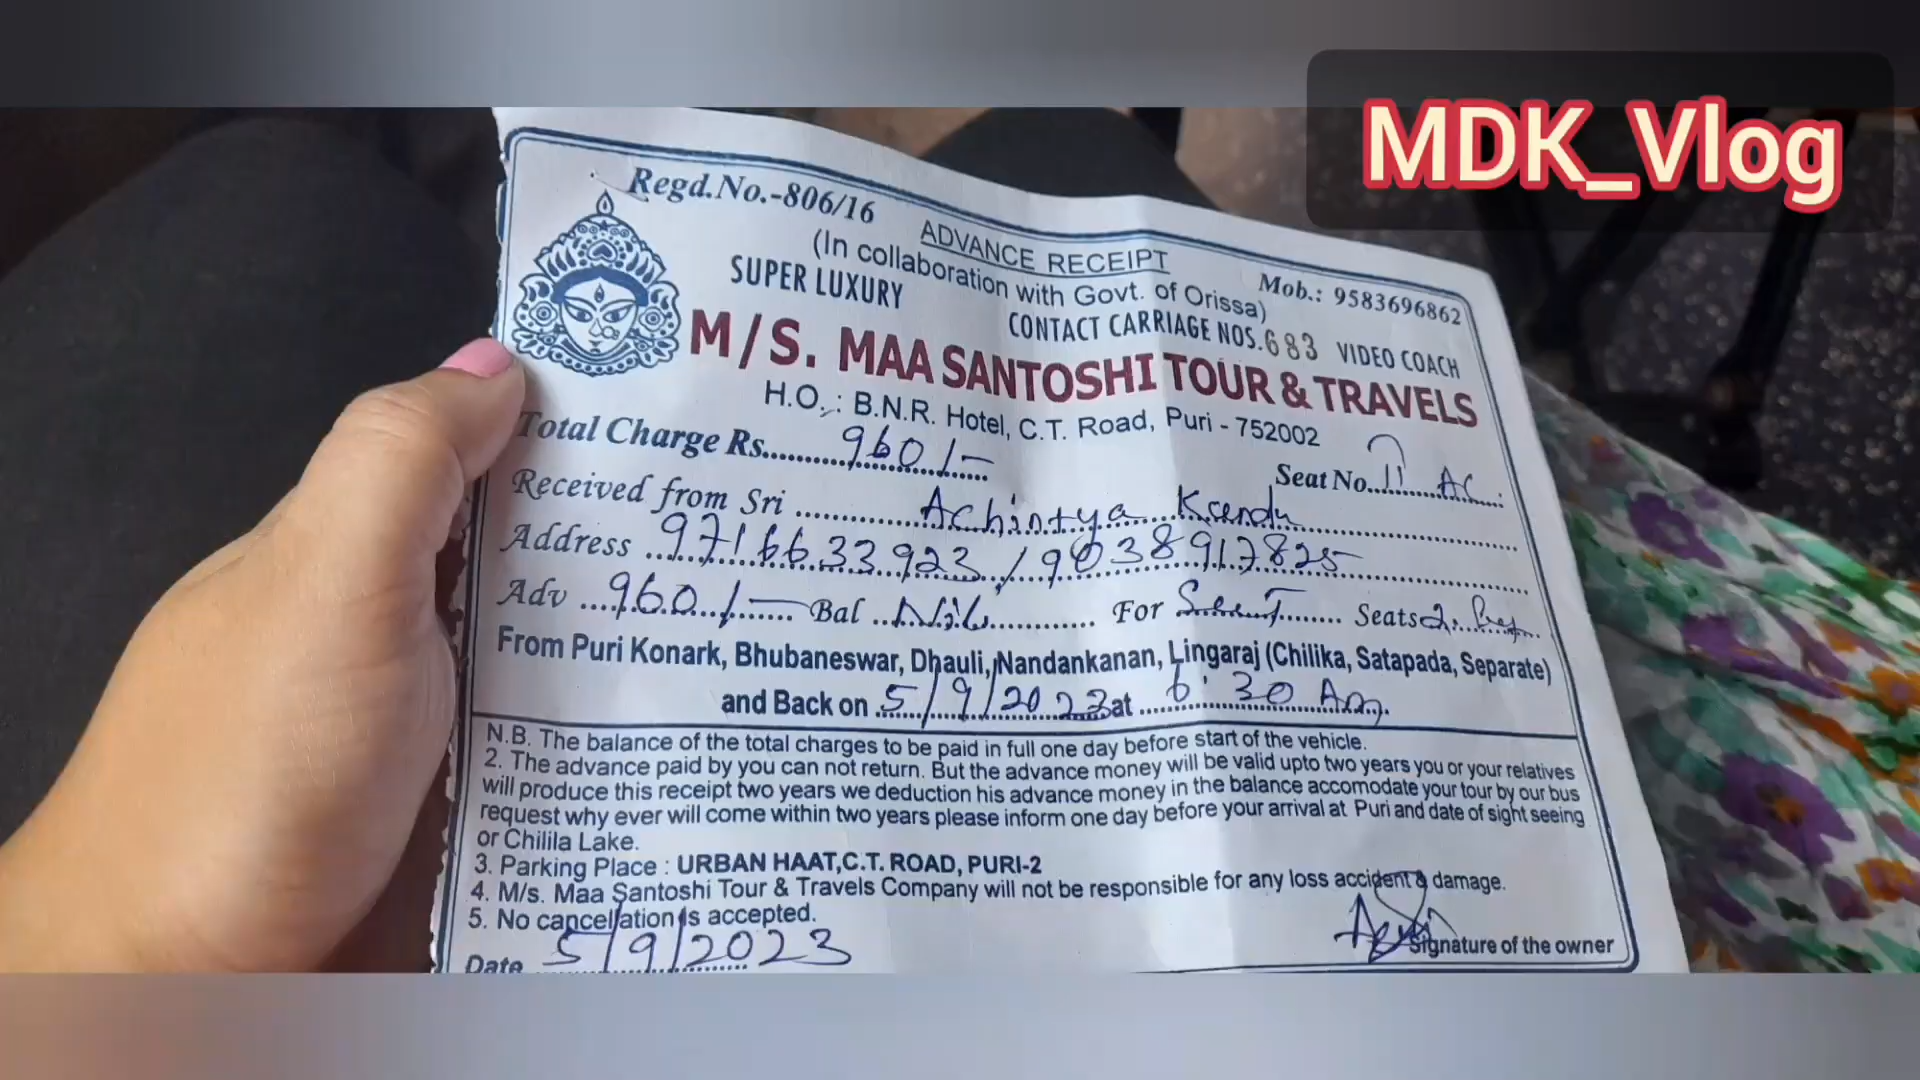 MDK_Vlog
Regd.No.-806/16
ADVANCE RECEIPT
Mob.: 9583696862
(In collaboration with Govt. of Orissa)
SUPER LUXURY CONTACT CARRIAGE NOS.683 VIDEO COACH
M/S. MAA SANTOSHI TOUR & TRAVELS
H.O.: B.N.R. Hotel, C.T. Road, Puri - 752002
Total Charge Rs.........960/- Seat No. AC
Received from Sri ......... Achintya Kundu
Address ...9716633923/9038917825
Adv ...960/- Bal ..Nil......... For ......... Seats2
From Puri Konark, Bhubaneswar, Dhauli, Nandankanan, Lingaraj (Chilika, Satapada, Separate)
and Back on 5/9/2023 at 6:30 Am
N.B. The balance of the total charges to be paid in full one day before start of the vehicle.
2. The advance paid by you can not return. But the advance money will be valid upto two years you or your relatives
will produce this receipt two years we deduction his advance money in the balance accomodate your tour by our bus
request why ever will come within two years please inform one day before your arrival at Puri and date of sight seeing
or Chilila Lake.
3. Parking Place : URBAN HAAT,C.T. ROAD, PURI-2
4. M/s. Maa Santoshi Tour & Travels Company will not be responsible for any loss accident & damage.
5. No cancellation is accepted.
Date 5/9/2023 Signature of the owner